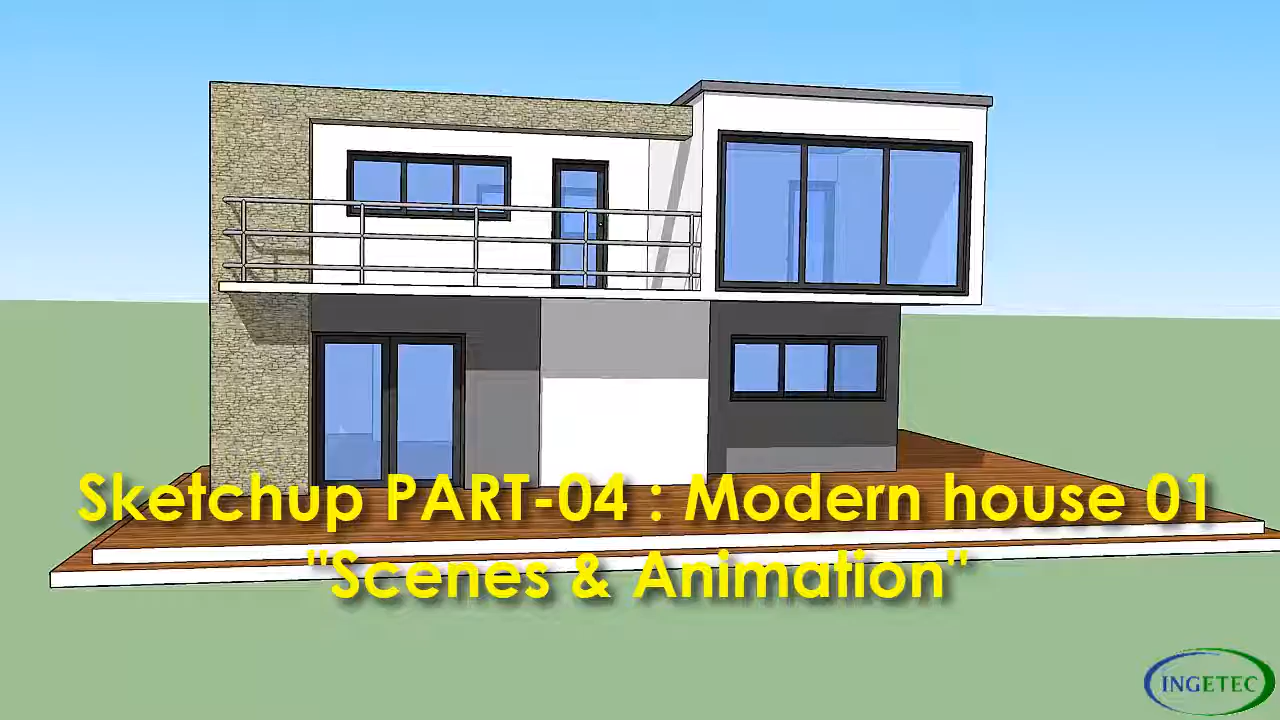 Sketchup PART-04 : Modern house 01
"Scenes & Animation"
INGETEC